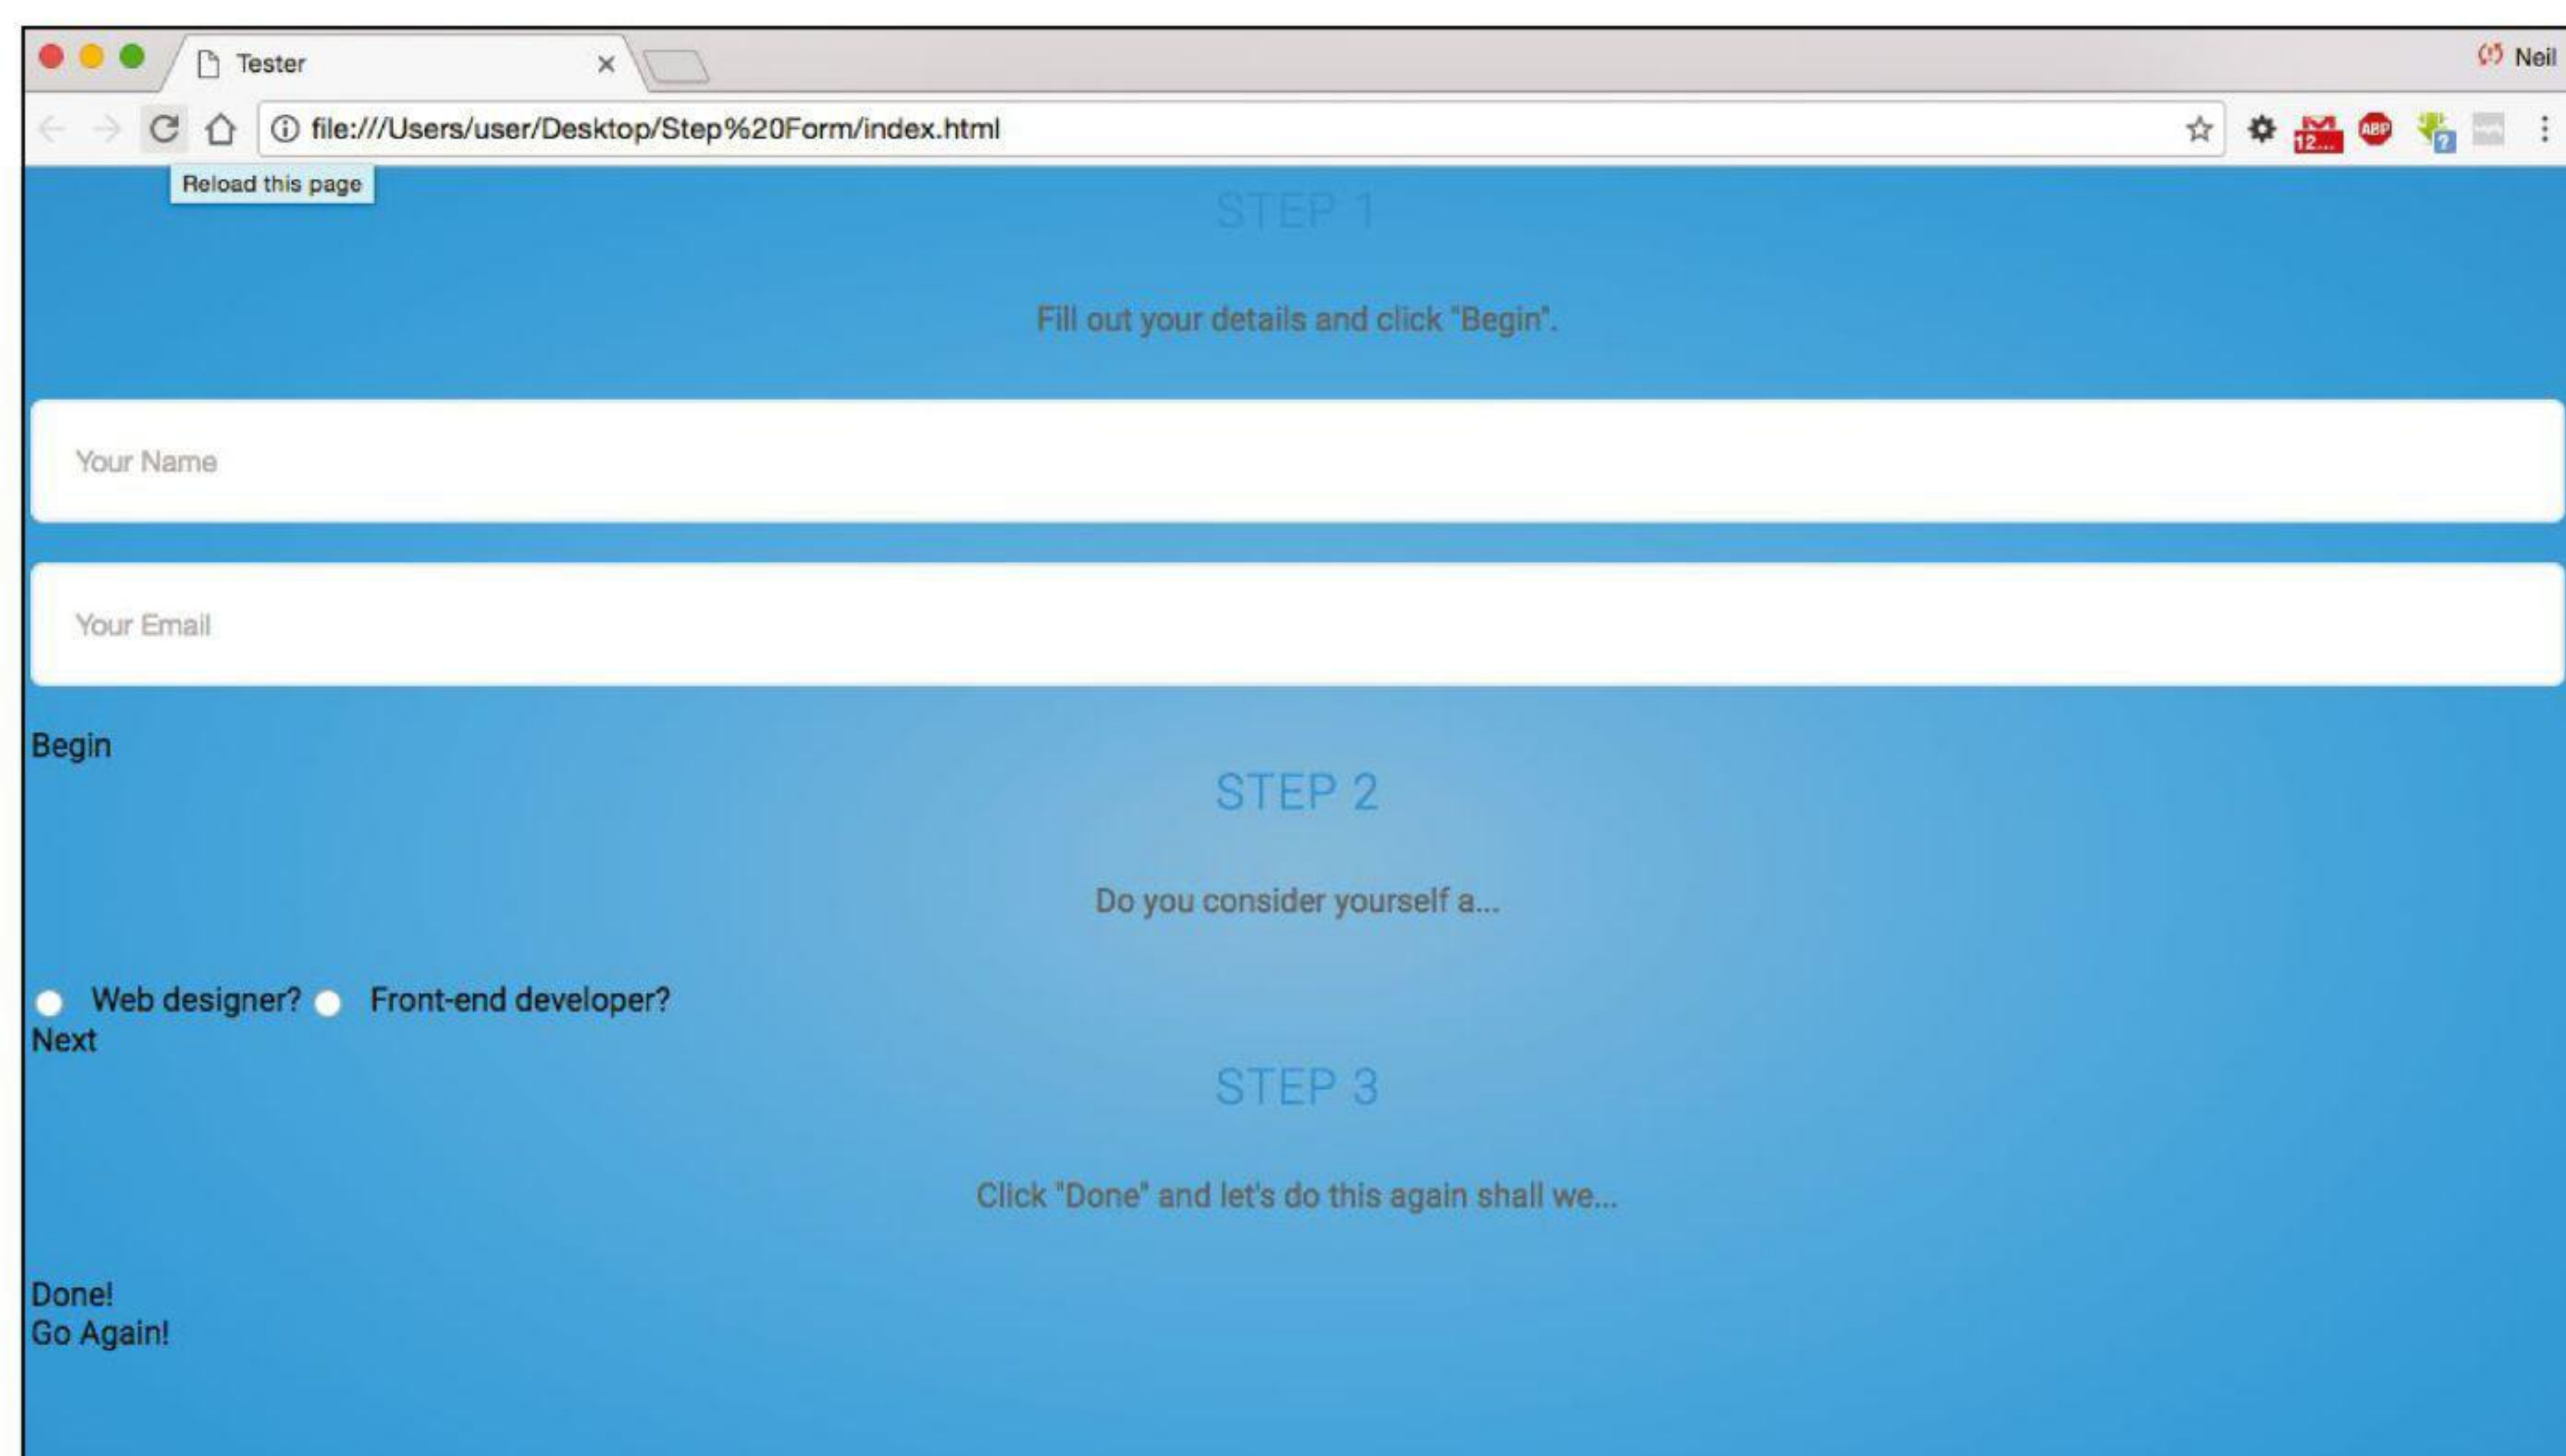 Tester
Neil
file:///Users/user/Desktop/Step%20Form/index.html
12...
ABP
?
Reload this page
STEP 1
Fill out your details and click "Begin".
Your Name
Your Email
Begin
STEP 2
Do you consider yourself a...
Web designer? Front-end developer?
Next
STEP 3
Click "Done" and let's do this again shall we...
Done!
Go Again!